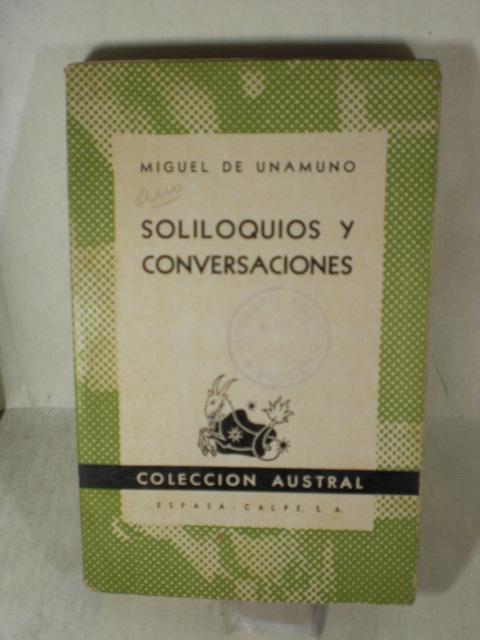 MIGUEL DE UNAMUNO
SOLILOQUIOS Y
CONVERSACIONES
COLECCION AUSTRAL
ESPASA - CALPE, S. A.